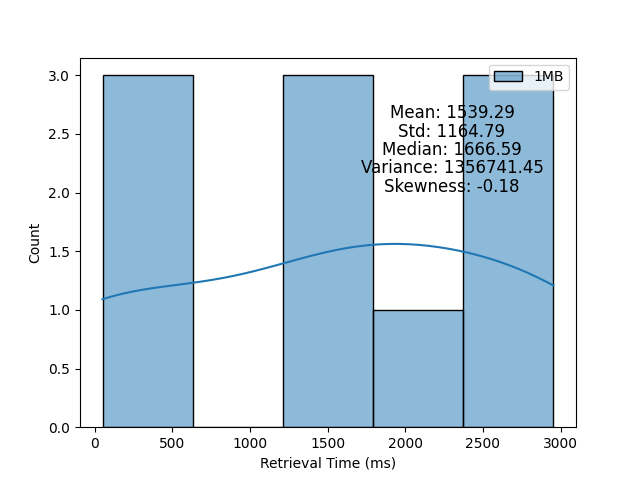 1MB
Mean: 1539.29
Std: 1164.79
Median: 1666.59
Variance: 1356741.45
Skewness: -0.18
3.0
2.5
2.0
1.5
1.0
0.5
0.0
Count
0 500 1000 1500 2000 2500 3000
Retrieval Time (ms)